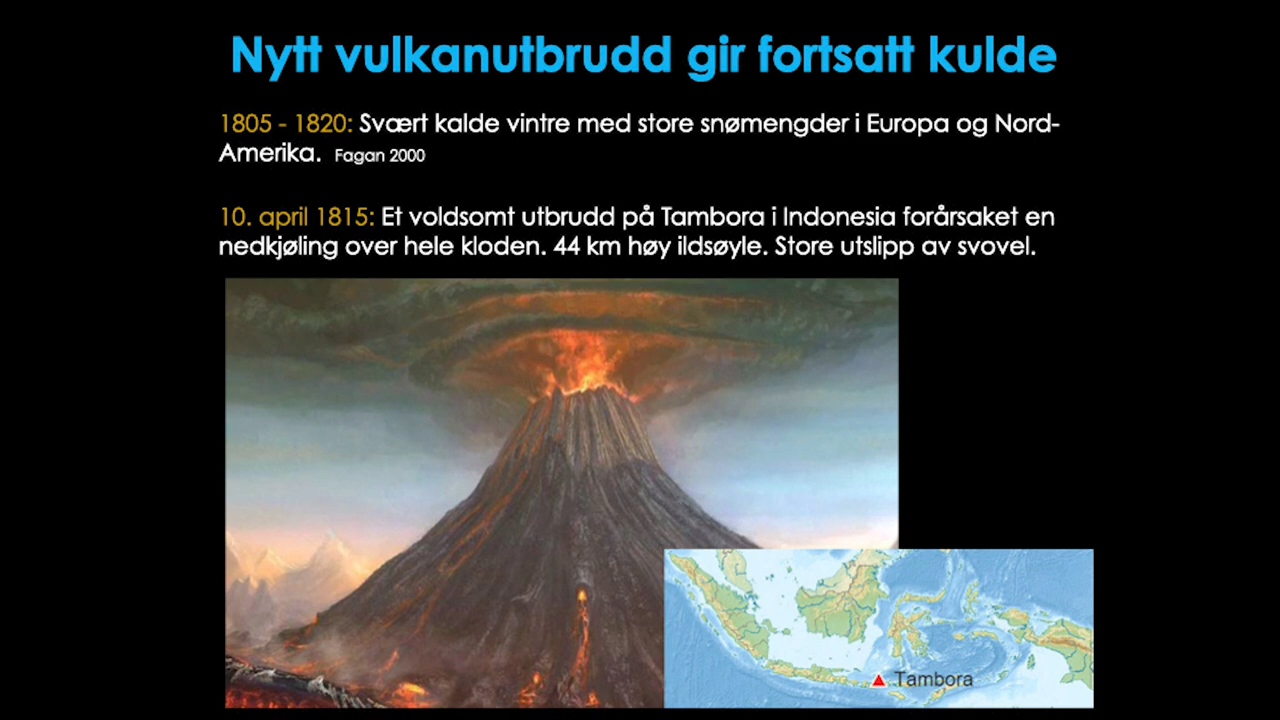 Nytt vulkanutbrudd gir fortsatt kulde
1805 - 1820: Svært kalde vintre med store snømengder i Europa og Nord-
Amerika. Fagan 2000
10. april 1815: Et voldsomt utbrudd på Tambora i Indonesia forårsaket en
nedkjøling over hele kloden. 44 km høy ildsøyle. Store utslipp av svovel.
Tambora